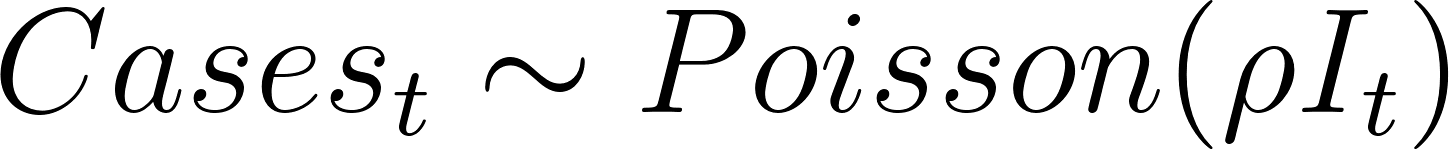 Cases_t ~ Poisson(ρI_t)